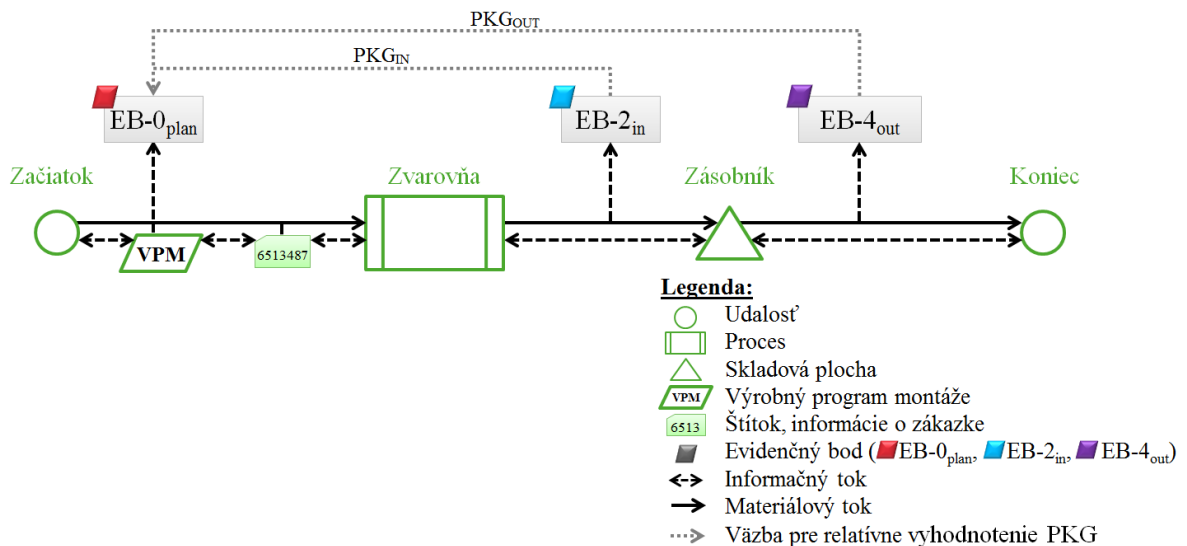 PKGOUT
PKGIN
EB-0plan
EB-2in
EB-4out
Začiatok
Zvarovňa
Zásobník
Koniec
VPM
6513487
Legenda:
Udalosť
Proces
Skladová plocha
VPM Výrobný program montáže
6513 Štítok, informácie o zákazke
Evidenčný bod (EB-0plan, EB-2in, EB-4out)
Informačný tok
Materiálový tok
Väzba pre relatívne vyhodnotenie PKG